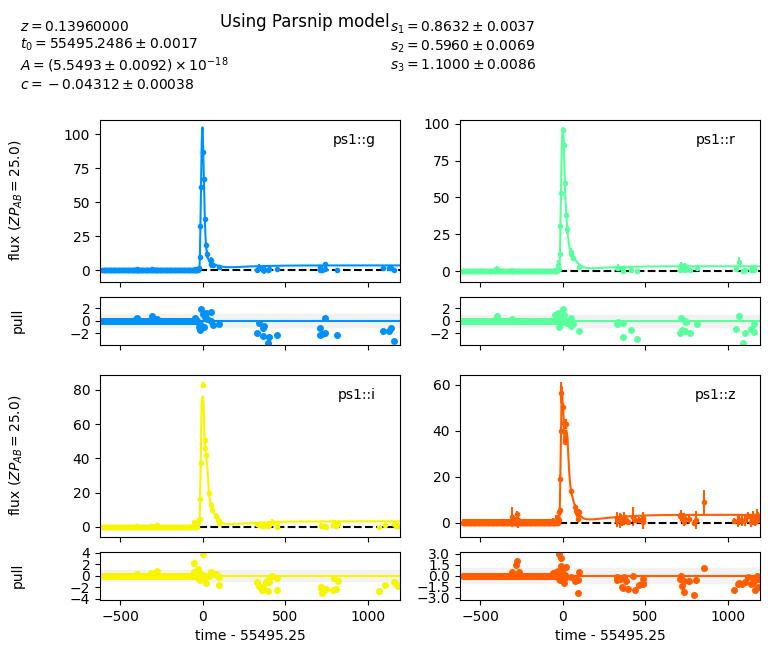 Using Parsnip model
z = 0.13960000
t0 = 55495.2486 ± 0.0017
A = (5.5493 ± 0.0092) × 10^−18
c = −0.04312 ± 0.00038
s1 = 0.8632 ± 0.0037
s2 = 0.5960 ± 0.0069
s3 = 1.1000 ± 0.0086
flux (ZPAB = 25.0)
100
75
50
25
0
ps1::g
100
75
50
25
0
ps1::r
pull
2
0
−2
2
0
−2
flux (ZPAB = 25.0)
80
60
40
20
0
ps1::i
60
40
20
0
ps1::z
pull
4
2
0
−2
−4
3.0
1.5
0.0
−1.5
−3.0
−500 0 500 1000
−500 0 500 1000
time - 55495.25
time - 55495.25